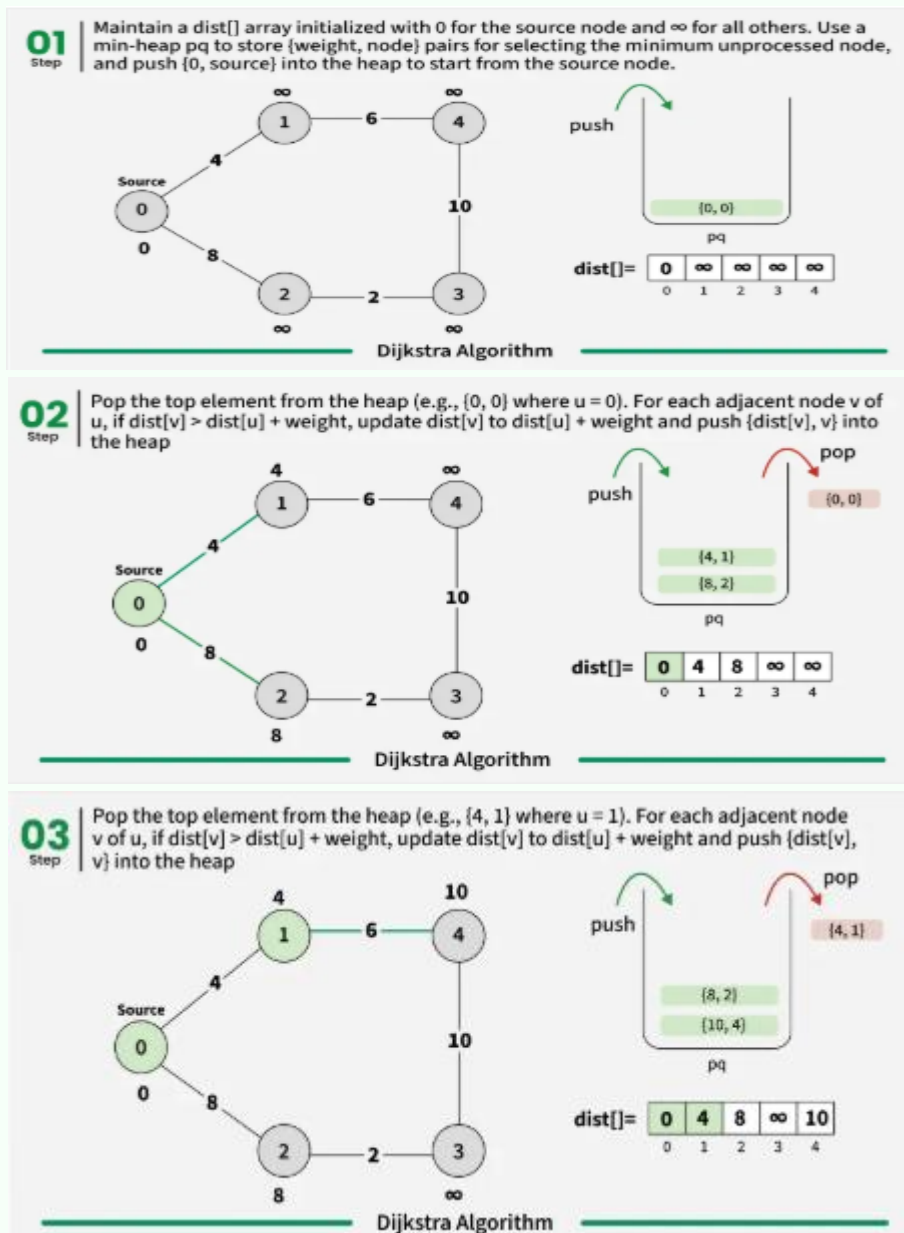 01
Step
Maintain a dist[] array initialized with 0 for the source node and ∞ for all others. Use a
min-heap pq to store {weight, node} pairs for selecting the minimum unprocessed node,
and push {0, source} into the heap to start from the source node.
∞ ∞
1 6 4
4
Source
0
0
10
8
2 2 3
∞ ∞
push
{0, 0}
pq
dist[]= 0 ∞ ∞ ∞ ∞
0 1 2 3 4
Dijkstra Algorithm
02
Step
Pop the top element from the heap (e.g., {0, 0} where u = 0). For each adjacent node v of
u, if dist[v] > dist[u] + weight, update dist[v] to dist[u] + weight and push {dist[v], v} into
the heap
4 ∞
1 6 4
4
Source
0
0
10
8
2 2 3
8 ∞
push
pop
{0, 0}
{4, 1}
{8, 2}
pq
dist[]= 0 4 8 ∞ ∞
0 1 2 3 4
Dijkstra Algorithm
03
Step
Pop the top element from the heap (e.g., {4, 1} where u = 1). For each adjacent node
v of u, if dist[v] > dist[u] + weight, update dist[v] to dist[u] + weight and push {dist[v],
v} into the heap
4 10
1 6 4
4
Source
0
0
10
8
2 2 3
8 ∞
push
pop
{4, 1}
{8, 2}
{10, 4}
pq
dist[]= 0 4 8 ∞ 10
0 1 2 3 4
Dijkstra Algorithm